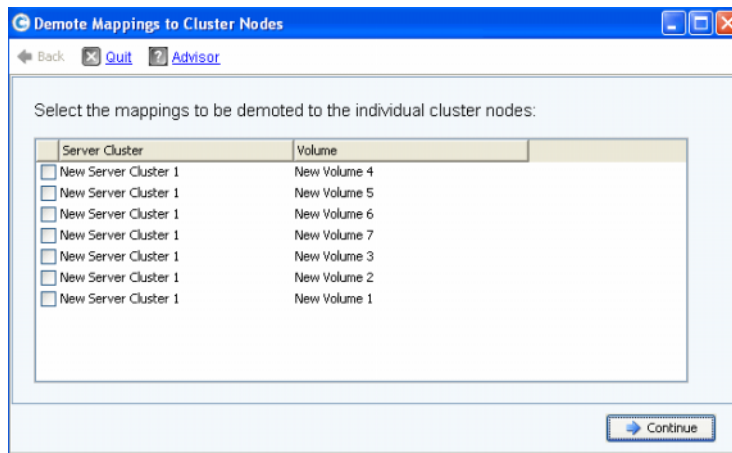 Demote Mappings to Cluster Nodes
Back Quit ? Advisor
Select the mappings to be demoted to the individual cluster nodes:
Server Cluster Volume
New Server Cluster 1 New Volume 4
New Server Cluster 1 New Volume 5
New Server Cluster 1 New Volume 6
New Server Cluster 1 New Volume 7
New Server Cluster 1 New Volume 3
New Server Cluster 1 New Volume 2
New Server Cluster 1 New Volume 1
Continue